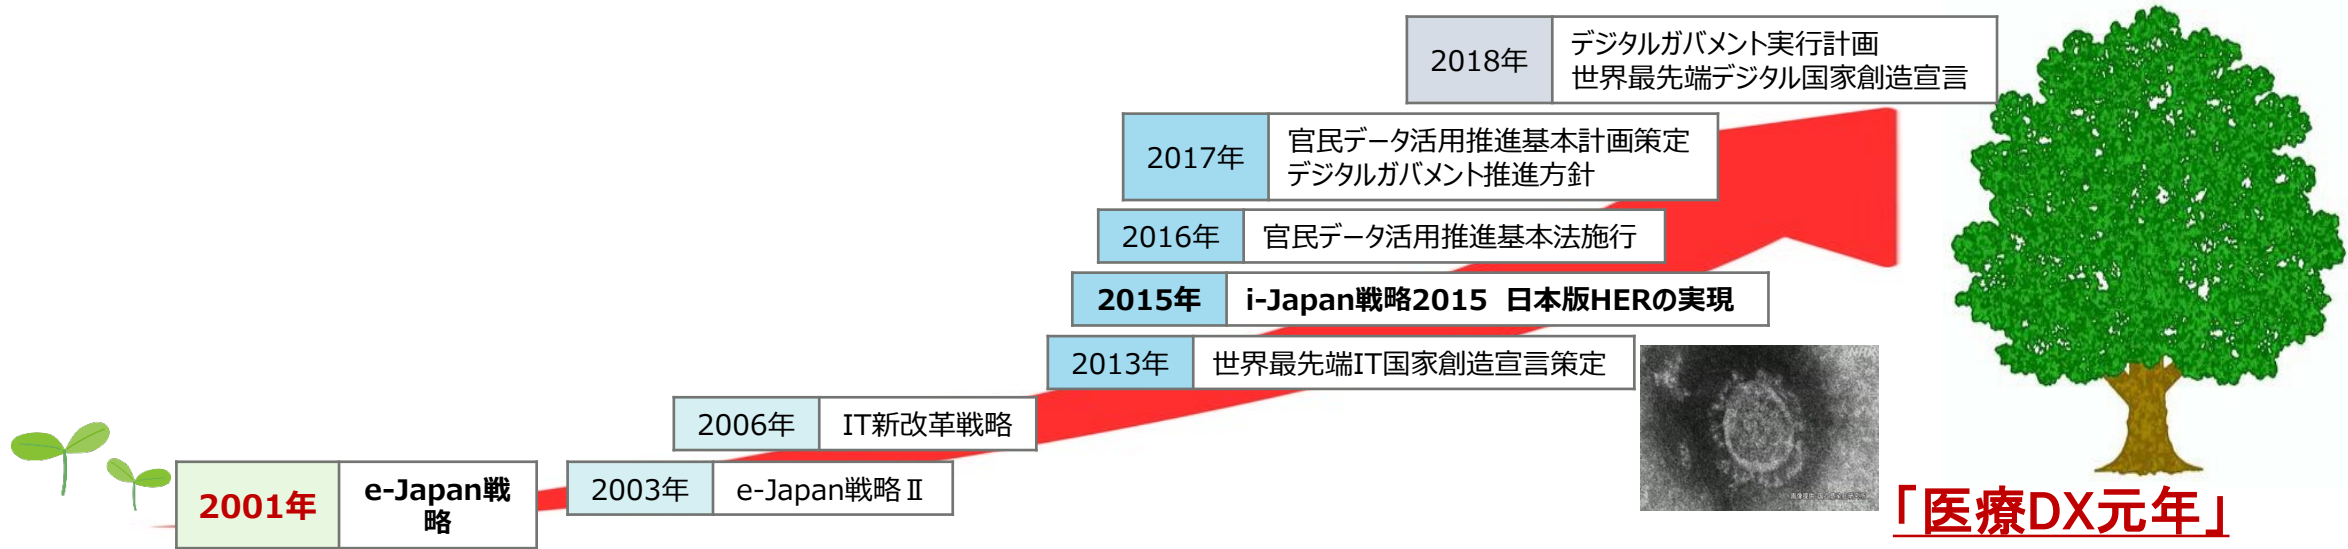 2018年
デジタルガバメント実行計画
世界最先端デジタル国家創造宣言
2017年
官民データ活用推進基本計画策定
デジタルガバメント推進方針
2016年
官民データ活用推進基本法施行
2015年
i-Japan戦略2015 日本版HERの実現
2013年
世界最先端IT国家創造宣言策定
2006年
IT新改革戦略
2003年
e-Japan戦略Ⅱ
2001年
e-Japan戦
略
NHK
「医療DX元年」